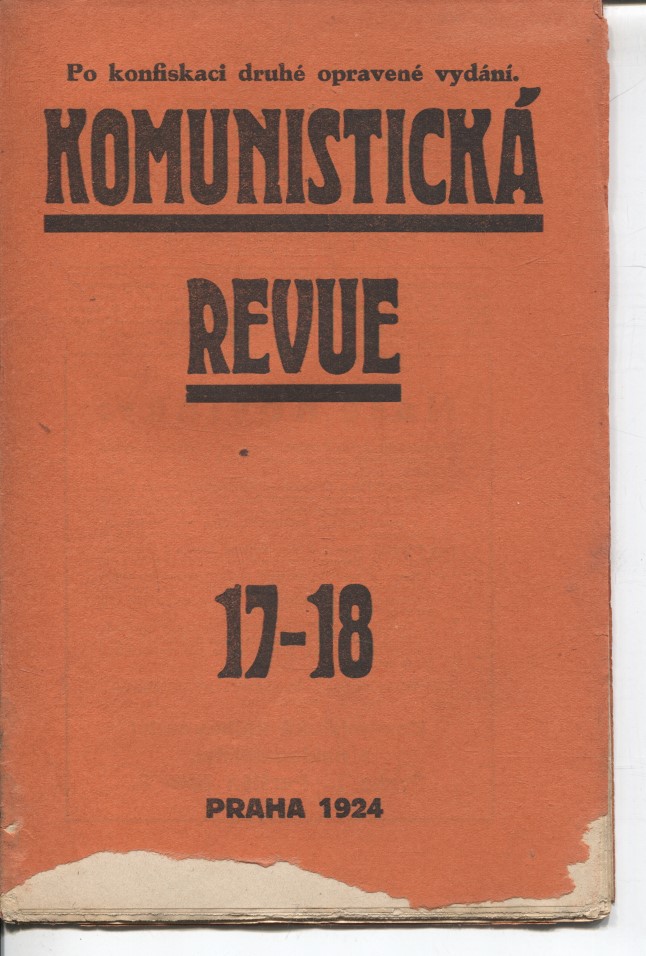 Po konfiskaci druhé opravené vydání.
KOMUNISTICKÁ
REVUE
17-18
PRAHA 1924